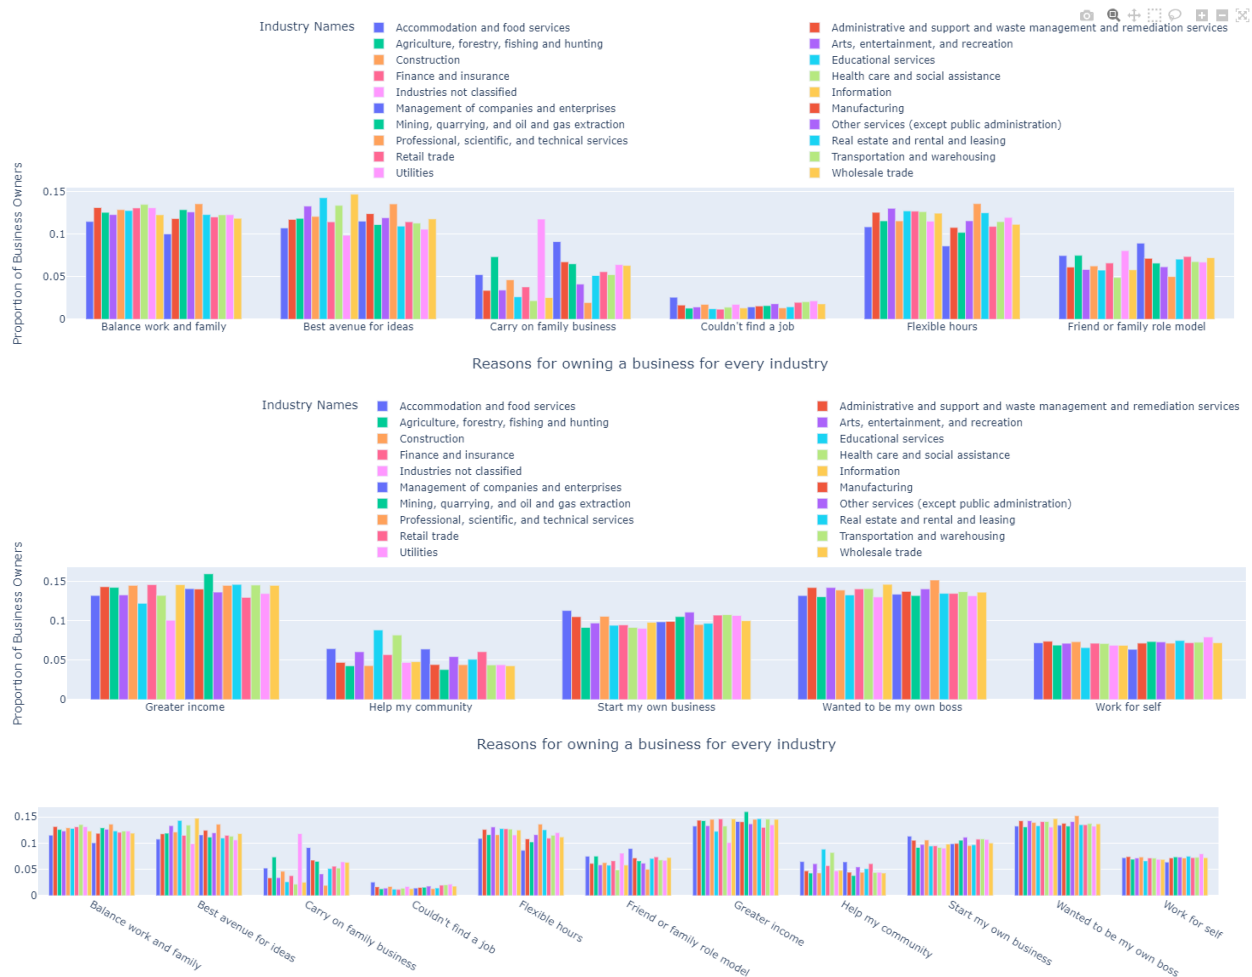 Industry Names
Accommodation and food services
Administrative and support and waste management and remediation services
Agriculture, forestry, fishing and hunting
Arts, entertainment, and recreation
Construction
Educational services
Finance and insurance
Health care and social assistance
Industries not classified
Information
Management of companies and enterprises
Manufacturing
Mining, quarrying, and oil and gas extraction
Other services (except public administration)
Professional, scientific, and technical services
Real estate and rental and leasing
Retail trade
Transportation and warehousing
Utilities
Wholesale trade
Proportion of Business Owners
0.15
0.1
0.05
0
Balance work and family
Best avenue for ideas
Carry on family business
Couldn't find a job
Flexible hours
Friend or family role model
Reasons for owning a business for every industry
Industry Names
Accommodation and food services
Administrative and support and waste management and remediation services
Agriculture, forestry, fishing and hunting
Arts, entertainment, and recreation
Construction
Educational services
Finance and insurance
Health care and social assistance
Industries not classified
Information
Management of companies and enterprises
Manufacturing
Mining, quarrying, and oil and gas extraction
Other services (except public administration)
Professional, scientific, and technical services
Real estate and rental and leasing
Retail trade
Transportation and warehousing
Utilities
Wholesale trade
Proportion of Business Owners
0.15
0.1
0.05
0
Greater income
Help my community
Start my own business
Wanted to be my own boss
Work for self
Reasons for owning a business for every industry
0.15
0.1
0.05
0
Balance work and family
Best avenue for ideas
Carry on family business
Couldn't find a job
Flexible hours
Friend or family role model
Greater income
Help my community
Start my own business
Wanted to be my own boss
Work for self